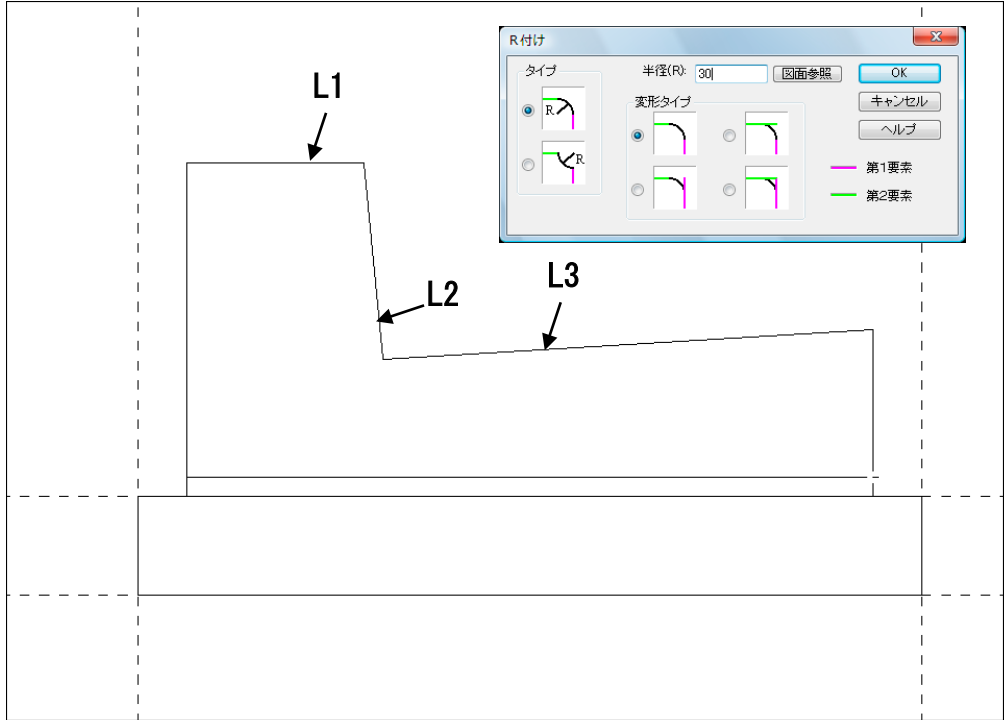 R付け
タイプ
半径(R): 30
図面参照
OK
R
変形タイプ
キャンセル
ヘルプ
R
第1要素
第2要素
L1
L2
L3